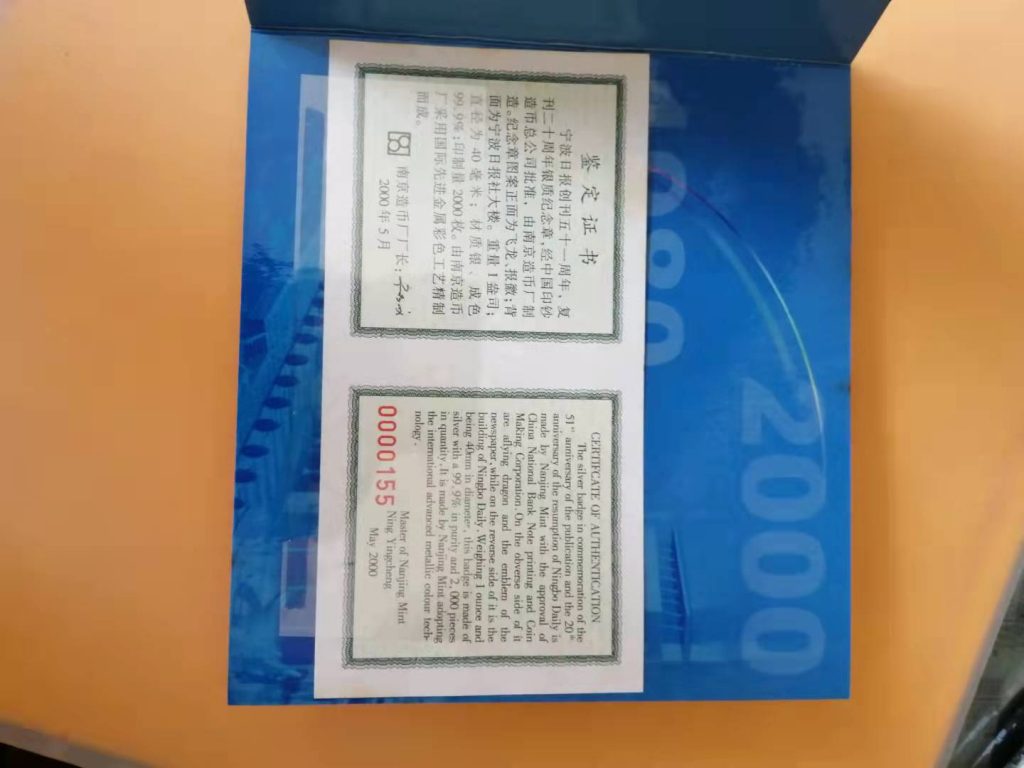 鉴定证书
宁波日报创刊五十一周年、复
刊二十周年银质纪念章,经中国印钞
造币总公司批准,由南京造币厂制
造。纪念章图案正面为飞龙、报徽;背
面为宁波日报社大楼。重量1盎司;
直径为40毫米;材质银、成色
99.9%;印制量2000枚。由南京造币
厂采用国际先进金属彩色工艺精制
而成。
南京造币厂厂长:
2000年5月
CERTIFCATE OF AUTHENTICATION
The silver badge in commemoration of the
51st anniversary of the publication and the 20th
anniversary of the resumption of Ningbo Daily is
made by Nanjing Mint with the approval of
China National Bank Note printing and Coin
Making Corporation. On the obverse side of it
are aflying dragon and the emblem of the
newspaper, while on the reverse side of it is the
building of Ningbo Daily. Weighing 1 ounce and
being 40mm in diameter, this badge is made of
silver with a 99.9% in purity and 2,000 pieces
in quantity. It is made by Nanjing Mint adopting
the international advanced metallic colour tech-
nology.
0000155
Master of Nanjing Mint
Ning Yingcheng
May 2000
1980
2000